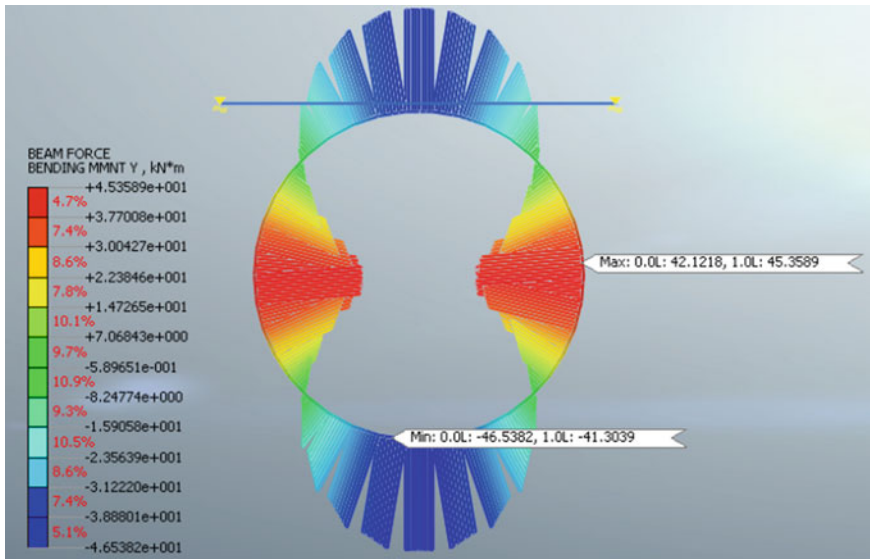 BEAM FORCE
BENDING MMNT Y , kN*m
+4.53589e+001
4.7%
+3.77008e+001
7.4%
+3.00427e+001
8.6%
+2.23846e+001
7.8%
+1.47265e+001
10.1%
+7.06843e+000
9.7%
-5.89651e-001
10.9%
-8.24774e+000
9.3%
-1.59058e+001
10.5%
-2.35639e+001
8.6%
-3.12220e+001
7.4%
-3.88801e+001
5.1%
-4.65382e+001
Max: 0.0L: 42.1218, 1.0L: 45.3589
Min: 0.0L: -46.5382, 1.0L: -41.3039